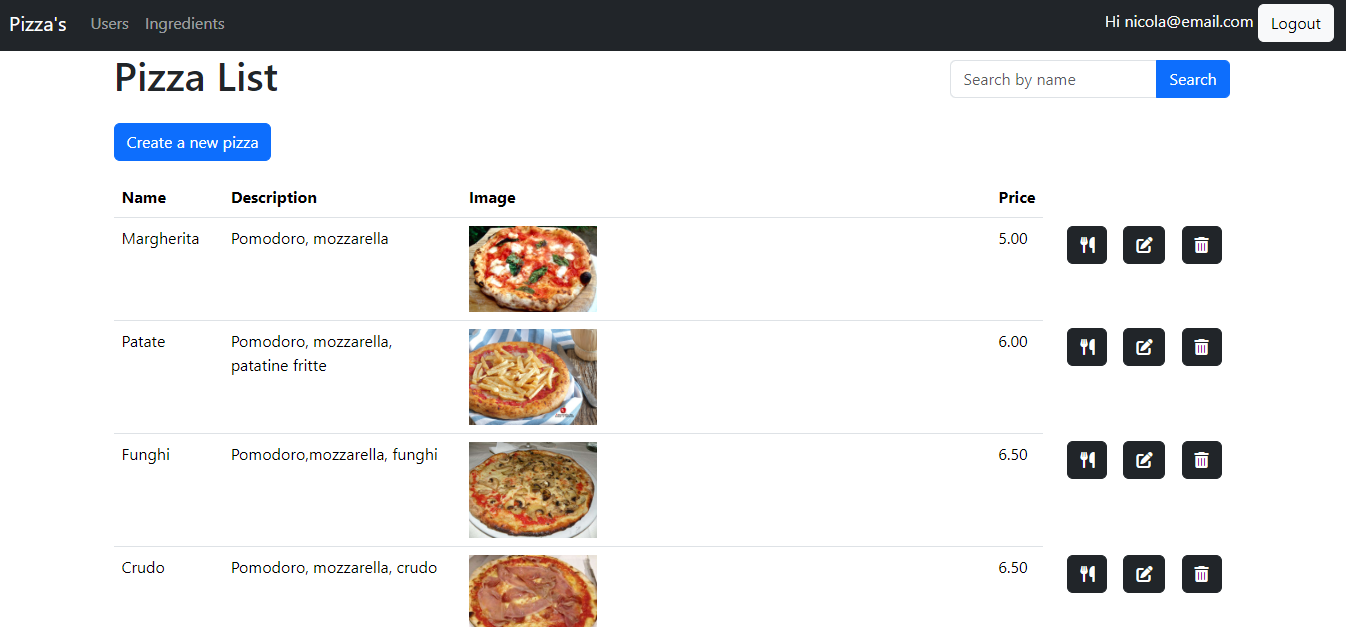 Pizza's Users Ingredients Hi nicola@email.com Logout
Pizza List
Search by name Search
Create a new pizza
Name Description Image Price
Margherita Pomodoro, mozzarella 5.00
Patate Pomodoro, mozzarella, 6.00
patatine fritte
Funghi Pomodoro,mozzarella, funghi 6.50
Crudo Pomodoro, mozzarella, crudo 6.50